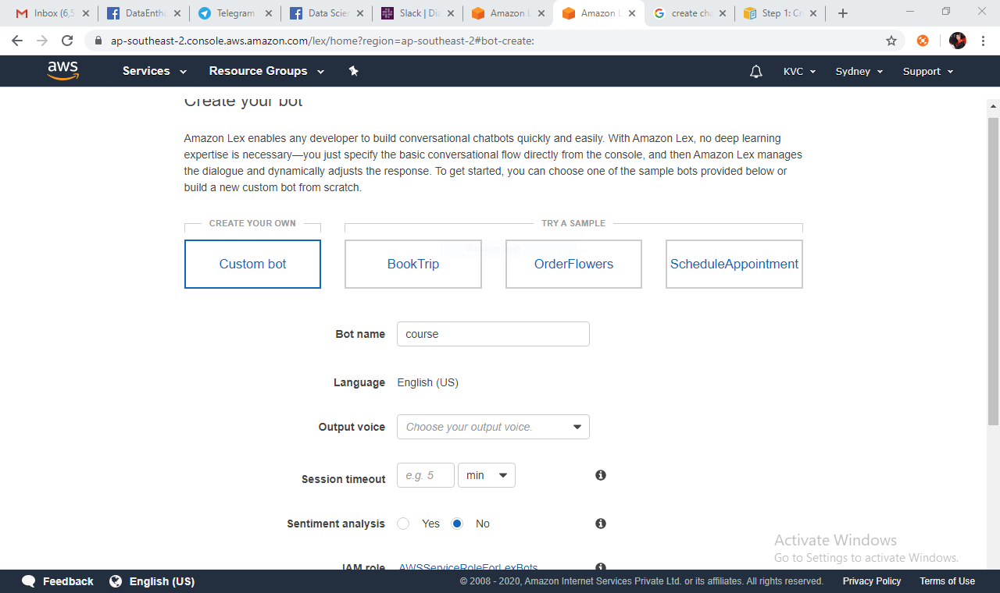 Inbox (6,5
DataEnthu
Telegram
Data Scien
Slack | Dia
Amazon L
Amazon L
create cha
Step 1: Cr
ap-southeast-2.console.aws.amazon.com/lex/home?region=ap-southeast-2#bot-create:
aws Services Resource Groups KVC Sydney Support
Create your bot
Amazon Lex enables any developer to build conversational chatbots quickly and easily. With Amazon Lex, no deep learning
expertise is necessary—you just specify the basic conversational flow directly from the console, and then Amazon Lex manages
the dialogue and dynamically adjusts the response. To get started, you can choose one of the sample bots provided below or
build a new custom bot from scratch.
CREATE YOUR OWN TRY A SAMPLE
Custom bot BookTrip OrderFlowers ScheduleAppointment
Bot name course
Language English (US)
Output voice Choose your output voice.
Session timeout e.g. 5 min
Sentiment analysis Yes No
IAM role AWSServiceRoleForLexBots
Activate Windows
Go to Settings to activate Windows.
Feedback English (US) © 2008 - 2020, Amazon Internet Services Private Ltd. or its affiliates. All rights reserved. Privacy Policy Terms of Use